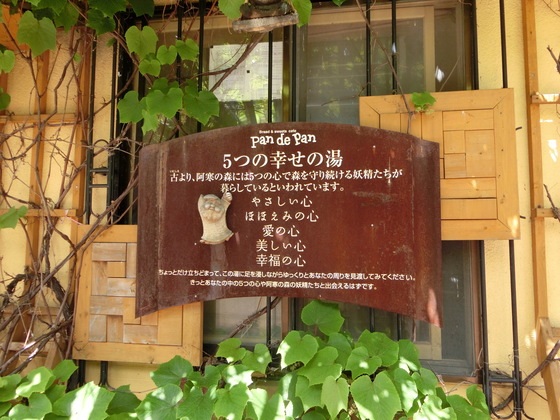 Bread & sweets cafe
Pan de Pan
5つの幸せの湯
古より、阿寒の森には5つの心で森を守り続ける妖精たちが
暮らしているといわれています。
やさしい心
ほほえみの心
愛の心
美しい心
幸福の心
ちょっとだけ立ちどまって、この湯に足を浸しながらゆっくりとあなたの周りを見渡してみてください。
きっとあなたの中の5つの心や阿寒の森の妖精たちと出会えるはずです。